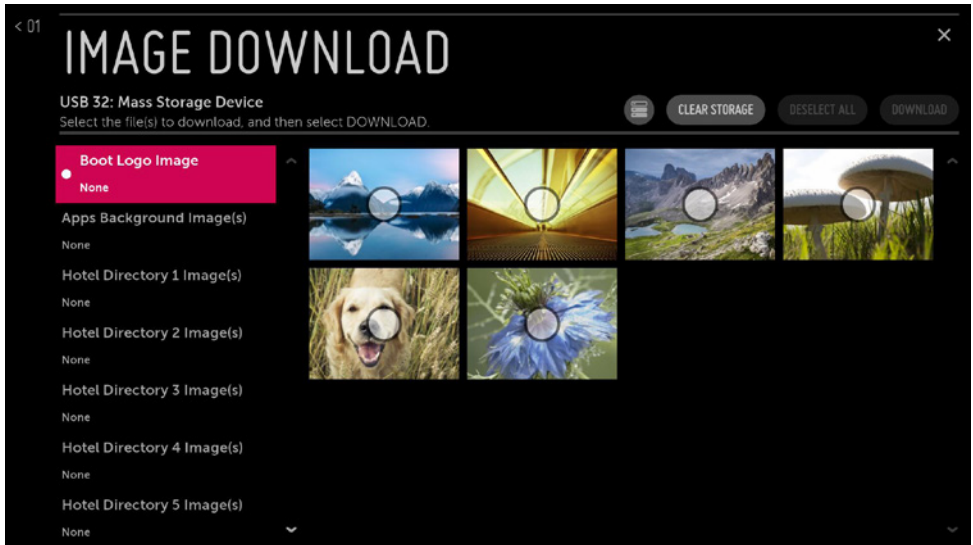 < 01
IMAGE DOWNLOAD
USB 32: Mass Storage Device
Select the file(s) to download, and then select DOWNLOAD.
CLEAR STORAGE
DESELECT ALL
DOWNLOAD
Boot Logo Image
None
Apps Background Image(s)
None
Hotel Directory 1 Image(s)
None
Hotel Directory 2 Image(s)
None
Hotel Directory 3 Image(s)
None
Hotel Directory 4 Image(s)
None
Hotel Directory 5 Image(s)
None